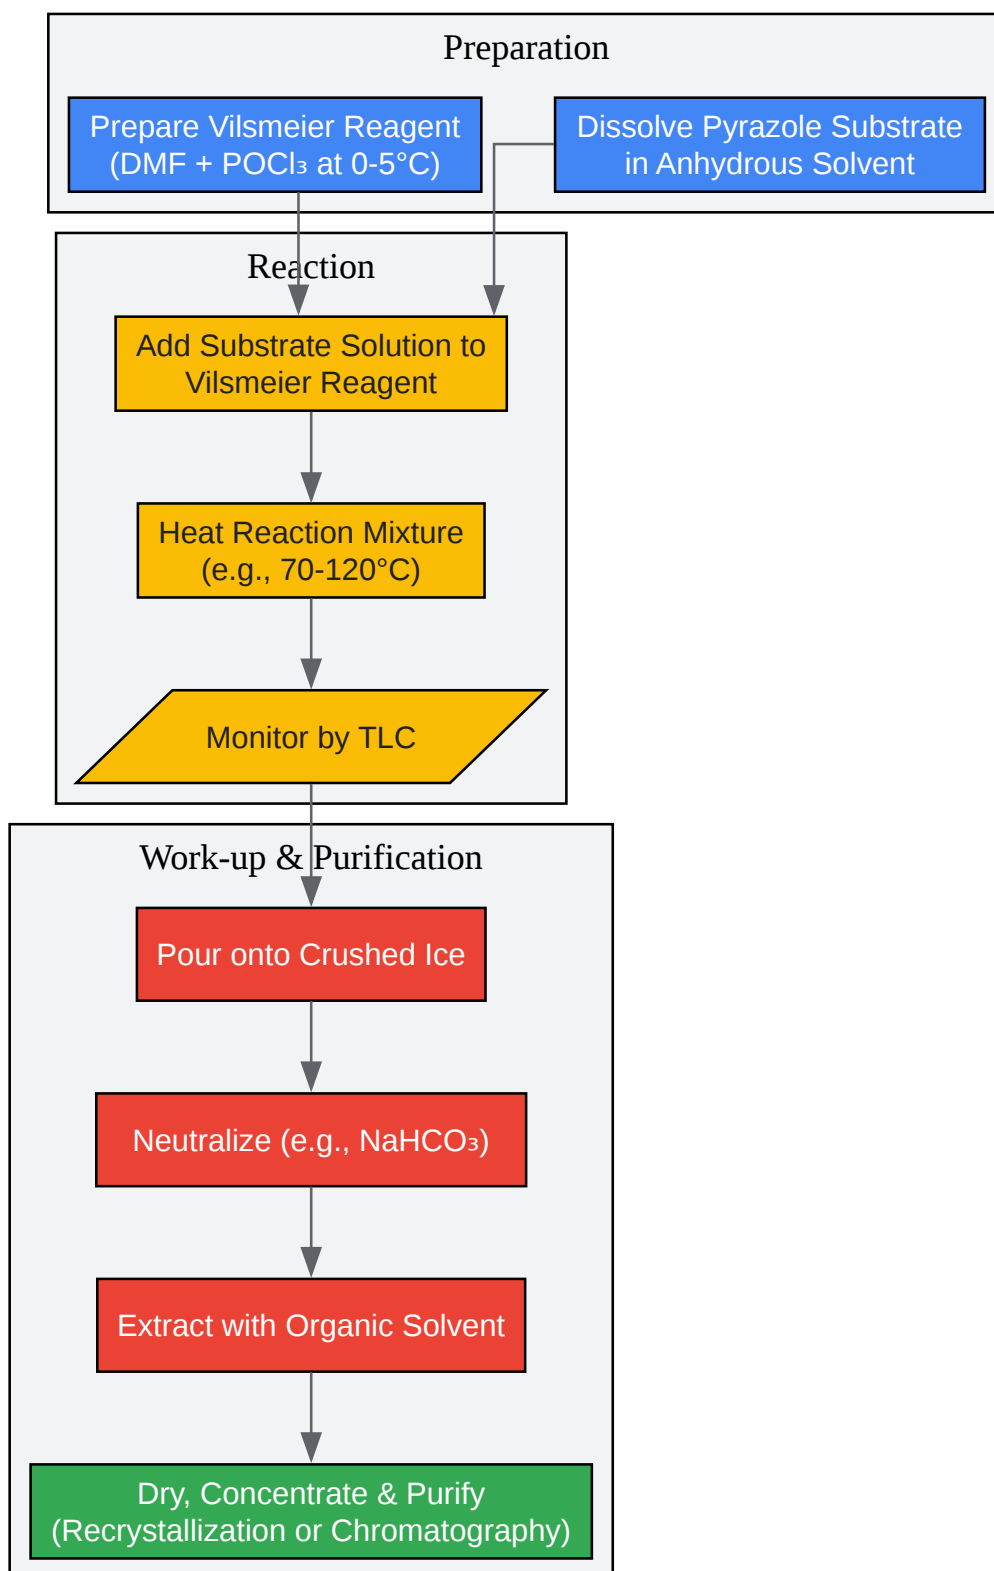 Preparation
Prepare Vilsmeier Reagent
(DMF + POCl₃ at 0-5°C)
Dissolve Pyrazole Substrate
in Anhydrous Solvent
Reaction
Add Substrate Solution to
Vilsmeier Reagent
Heat Reaction Mixture
(e.g., 70-120°C)
Monitor by TLC
Work-up & Purification
Pour onto Crushed Ice
Neutralize (e.g., NaHCO₃)
Extract with Organic Solvent
Dry, Concentrate & Purify
(Recrystallization or Chromatography)